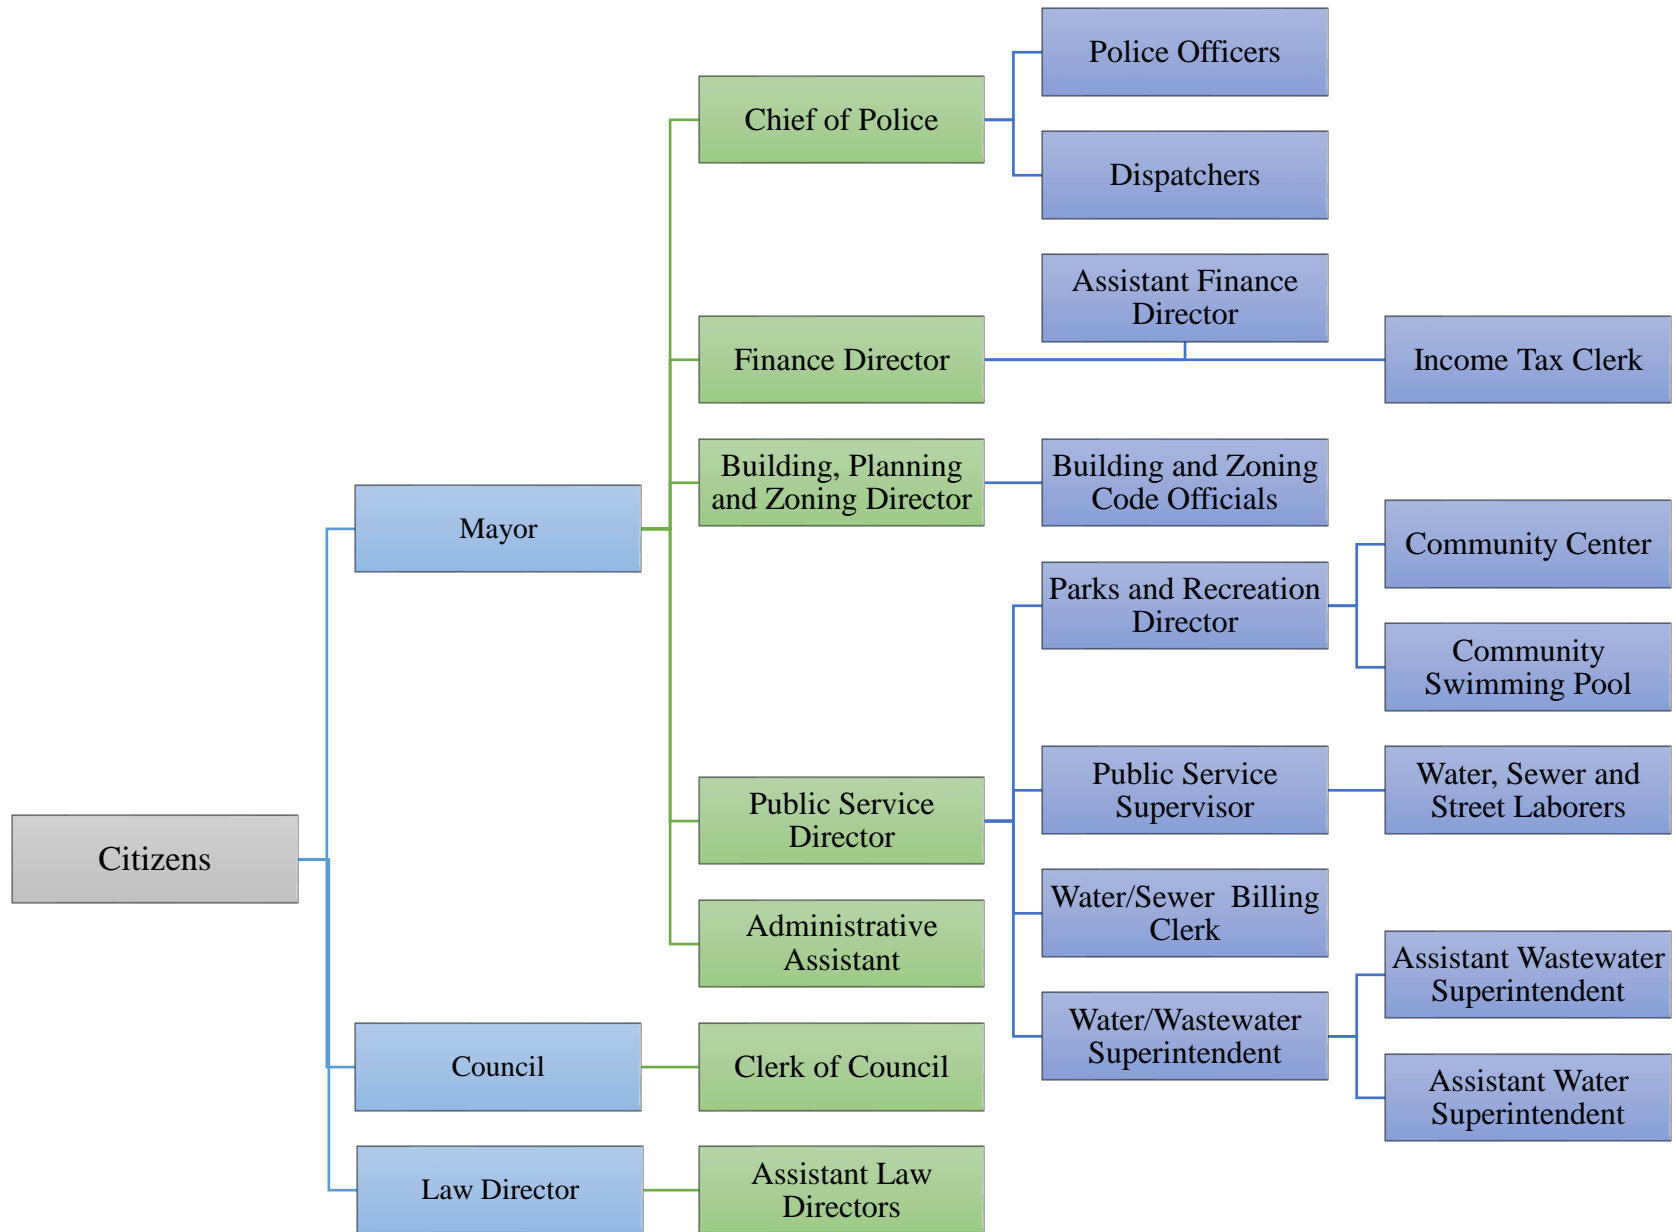 Police Officers
Chief of Police
Dispatchers
Assistant Finance
Director
Finance Director
Income Tax Clerk
Building, Planning
and Zoning Director
Building and Zoning
Code Officials
Mayor
Community Center
Parks and Recreation
Director
Community
Swimming Pool
Public Service
Director
Public Service
Supervisor
Water, Sewer and
Street Laborers
Citizens
Water/Sewer  Billing
Clerk
Administrative
Assistant
Assistant Wastewater
Superintendent
Water/Wastewater
Superintendent
Council
Clerk of Council
Assistant Water
Superintendent
Law Director
Assistant Law
Directors